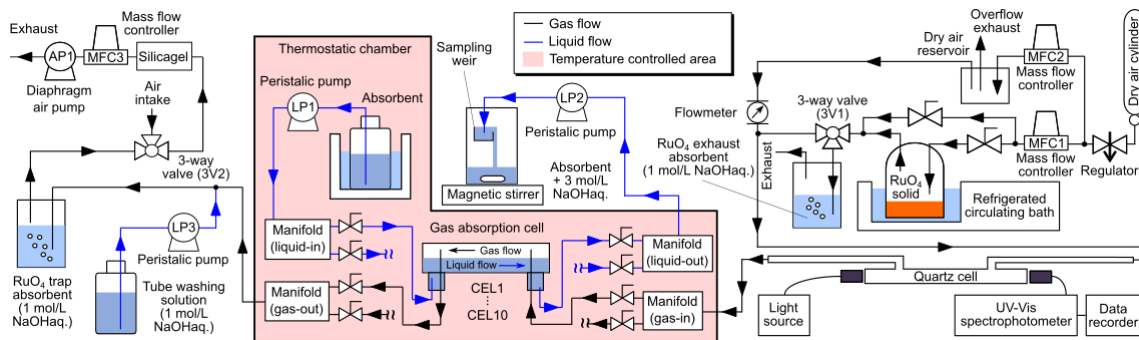 Exhaust
Mass flow
controller
AP1
MFC3
Silicagel
Diaphragm
air pump
Air
intake
3-way
valve (3V2)
LP3
Peristalic pump
RuO₄ trap
absorbent
(1 mol/L
NaOHaq.)
Tube washing
solution
(1 mol/L
NaOHaq.)
Thermostatic chamber
Peristalic pump
LP1
Absorbent
Manifold
(liquid-in)
Manifold
(gas-out)
Sampling
weir
Magnetic stirrer
LP2
Peristalic pump
Absorbent
+ 3 mol/L
NaOHaq.
Gas flow
Liquid flow
Temperature controlled area
Gas absorption cell
Gas flow
Liquid flow
CEL1
CEL10
Manifold
(liquid-out)
Manifold
(gas-in)
Overflow
exhaust
Dry air
reservoir
MFC2
Mass flow
controller
Dry air cylinder
Flowmeter
3-way valve
(3V1)
RuO₄ exhaust
absorbent
(1 mol/L NaOHaq.)
Exhaust
MFC1
Mass flow
controller
Regulator
RuO₄
solid
Refrigerated
circulating bath
Quartz cell
Light
source
UV-Vis
spectrophotometer
Data
recorder